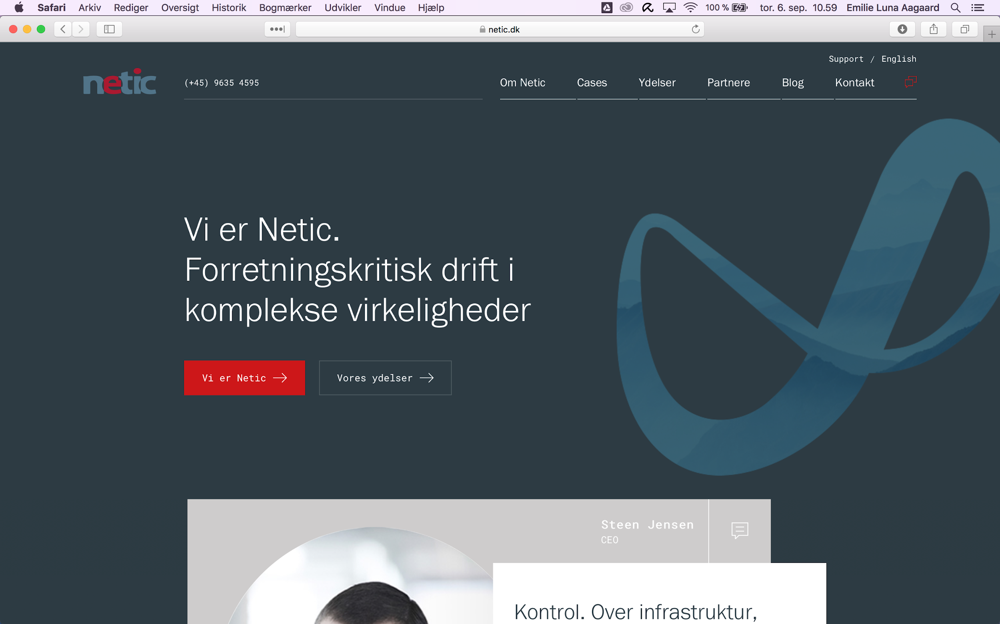 Safari Arkiv Rediger Oversigt Historik Bogmærker Udvikler Vindue Hjælp 100 % tor. 6. sep. 10.59 Emilie Luna Aagaard
netic.dk
Support / English
netic (+45) 9635 4595 Om Netic Cases Ydelser Partnere Blog Kontakt
Vi er Netic.
Forretningskritisk drift i
komplekse virkeligheder
Vi er Netic Vores ydelser
Steen Jensen
CEO
Kontrol. Over infrastruktur,